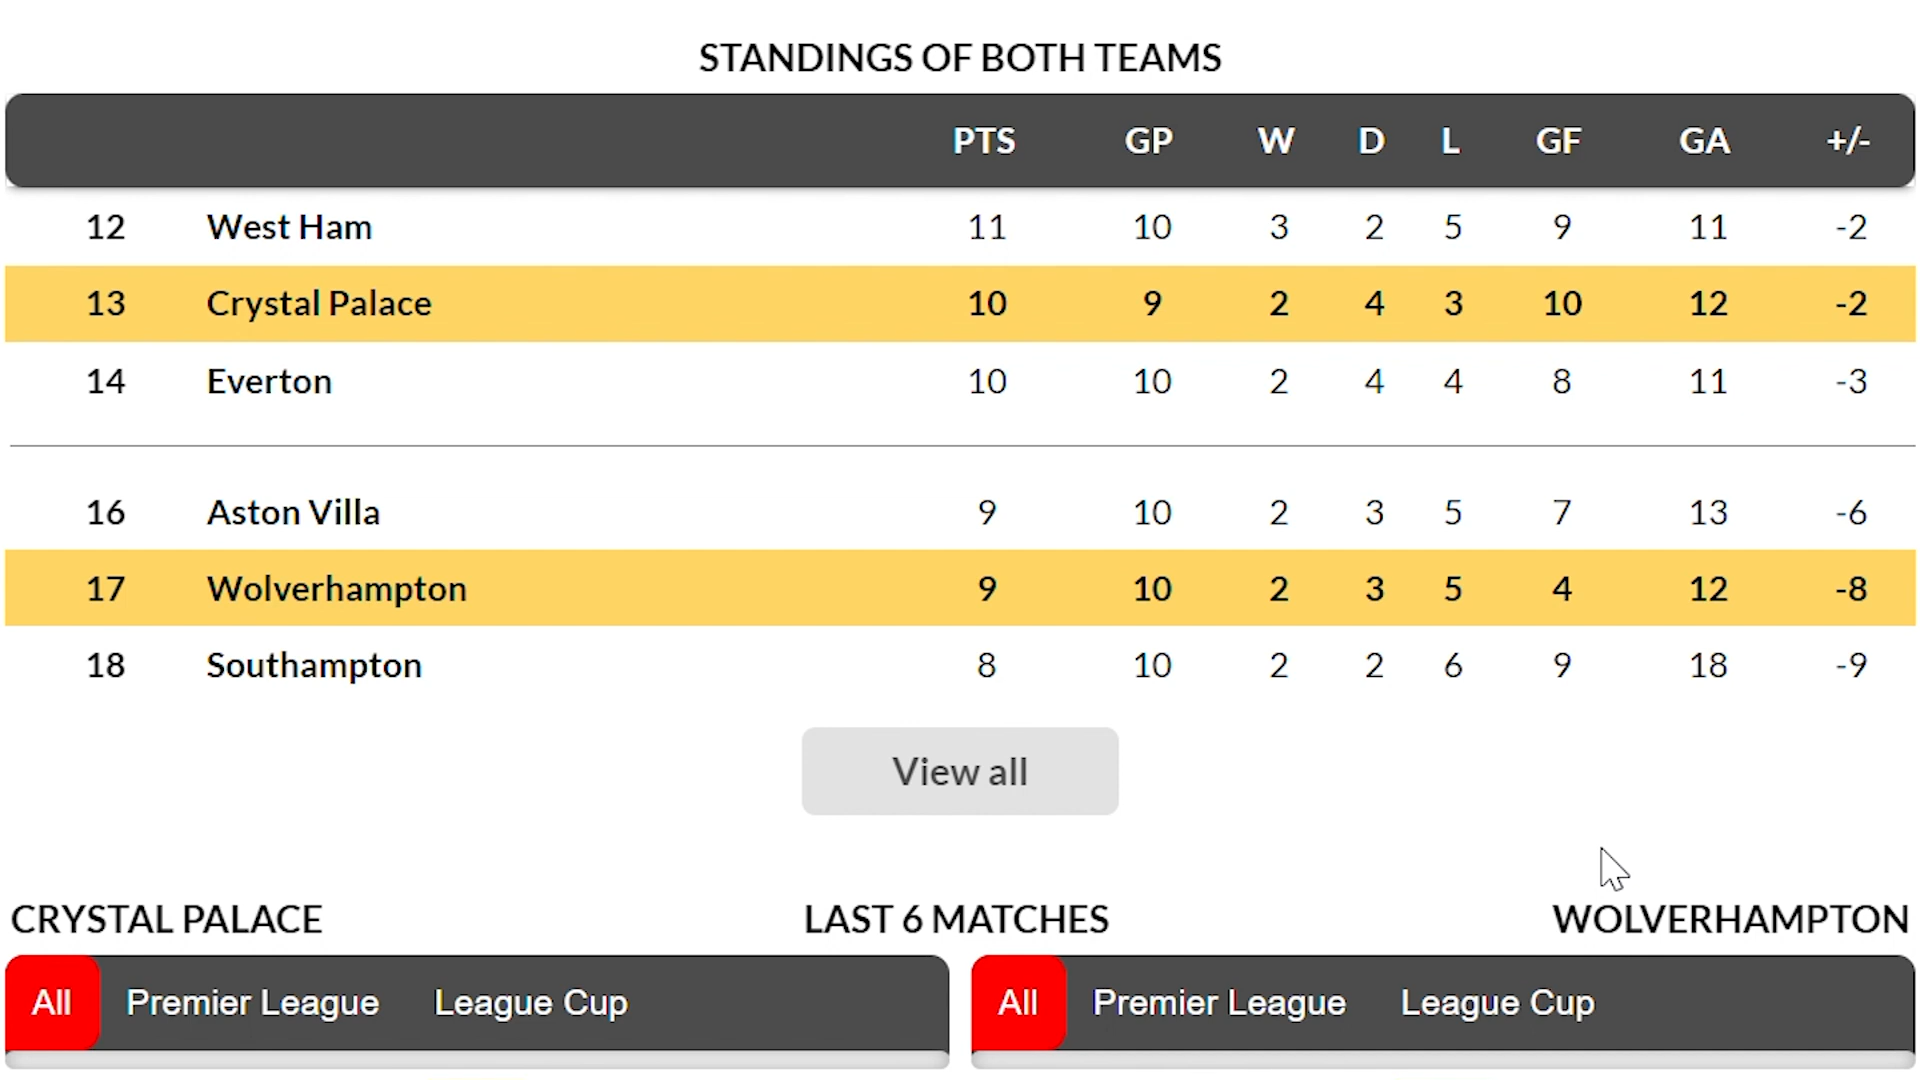 STANDINGS OF BOTH TEAMS
PTS GP W D L GF GA +/-
12 West Ham 11 10 3 2 5 9 11 -2
13 Crystal Palace 10 9 2 4 3 10 12 -2
14 Everton 10 10 2 4 4 8 11 -3
16 Aston Villa 9 10 2 3 5 7 13 -6
17 Wolverhampton 9 10 2 3 5 4 12 -8
18 Southampton 8 10 2 2 6 9 18 -9
View all
CRYSTAL PALACE LAST 6 MATCHES WOLVERHAMPTON
All Premier League League Cup All Premier League League Cup